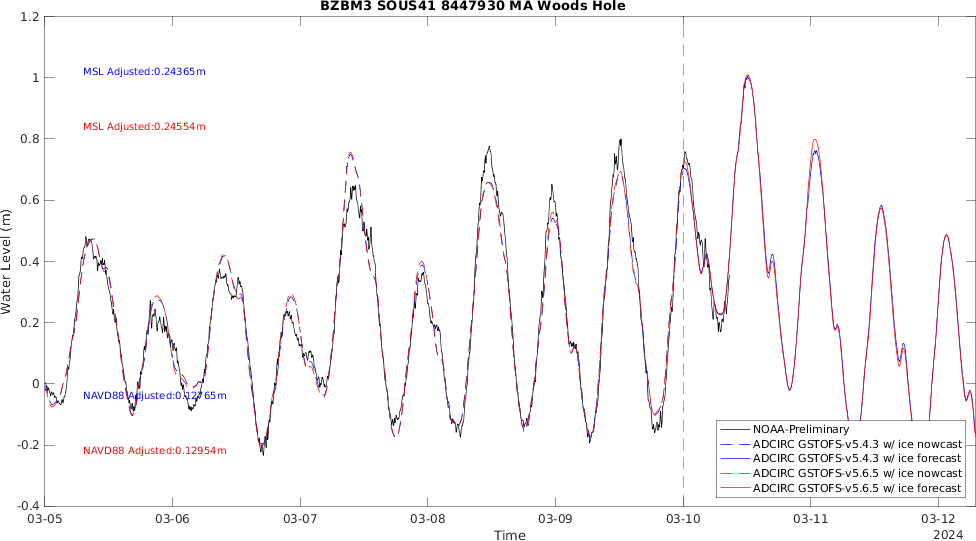 BZBM3 SOUS41 8447930 MA Woods Hole
1.2
1
0.8
0.6
0.4
0.2
0
-0.2
-0.4
Water Level (m)
MSL Adjusted:0.24365m
MSL Adjusted:0.24554m
NAVD88 Adjusted:0.12765m
NAVD88 Adjusted:0.12954m
NOAA-Preliminary
ADCIRC GSTOFS-v5.4.3 w/ ice nowcast
ADCIRC GSTOFS-v5.4.3 w/ ice forecast
ADCIRC GSTOFS-v5.6.5 w/ ice nowcast
ADCIRC GSTOFS-v5.6.5 w/ ice forecast
03-05 03-06 03-07 03-08 03-09 03-10 03-11 03-12
Time
2024